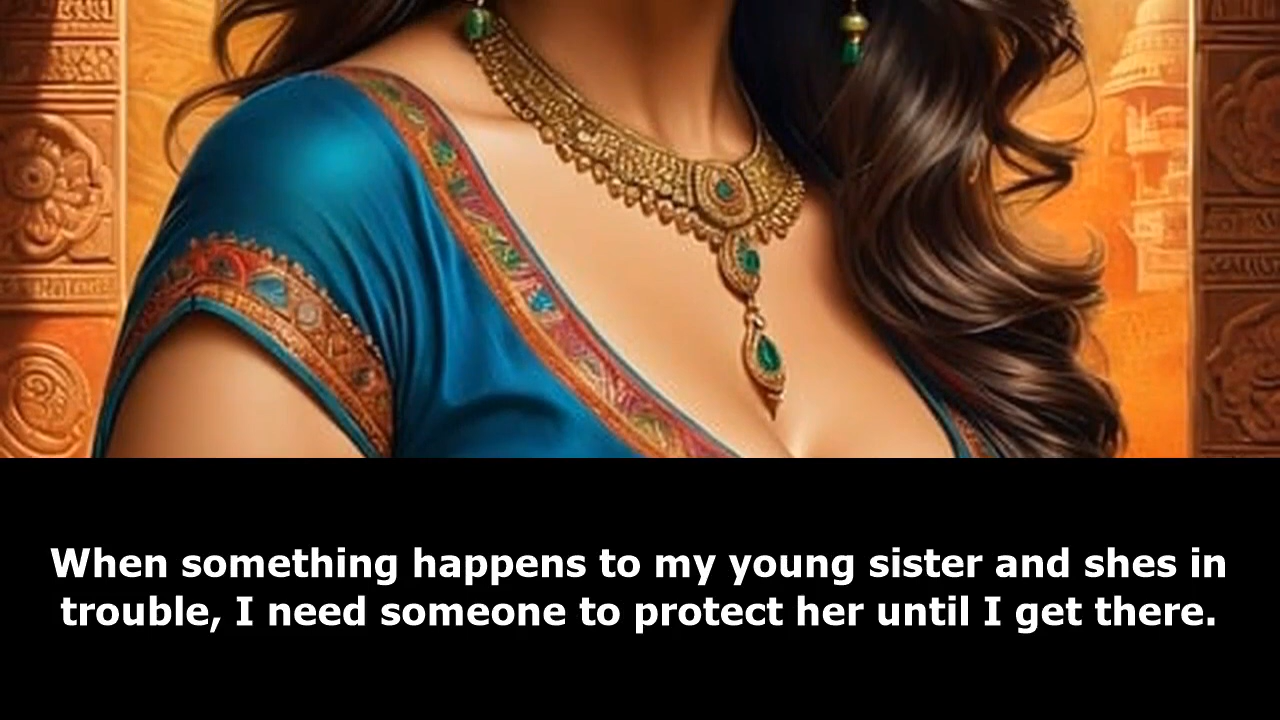 When something happens to my young sister and shes in
trouble, I need someone to protect her until I get there.